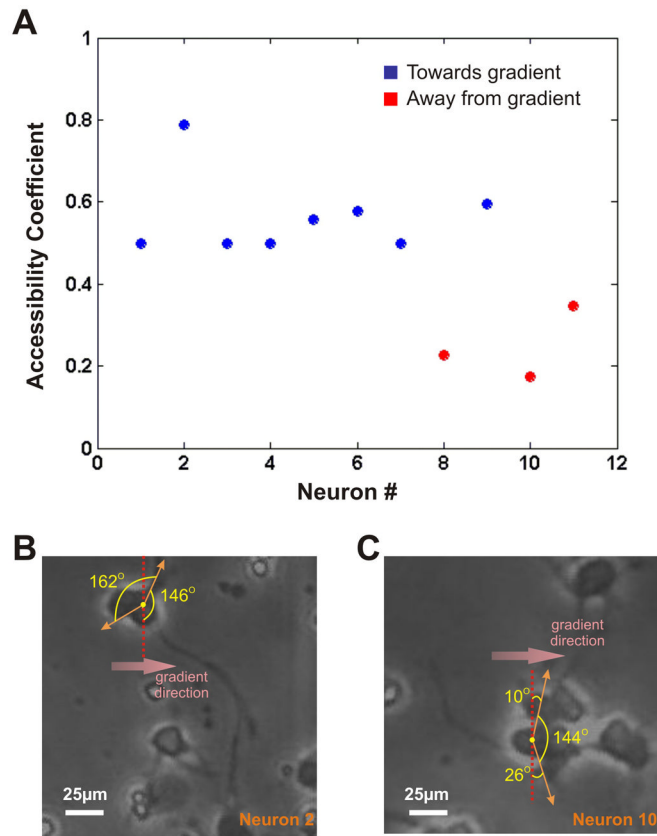 A
1
0.8
0.6
0.4
0.2
0
0 2 4 6 8 10 12
Accessibility Coefficient
Neuron #
Towards gradient
Away from gradient
B
162°
146°
gradient
direction
25µm
Neuron 2
C
gradient
direction
10°
144°
26°
25µm
Neuron 10